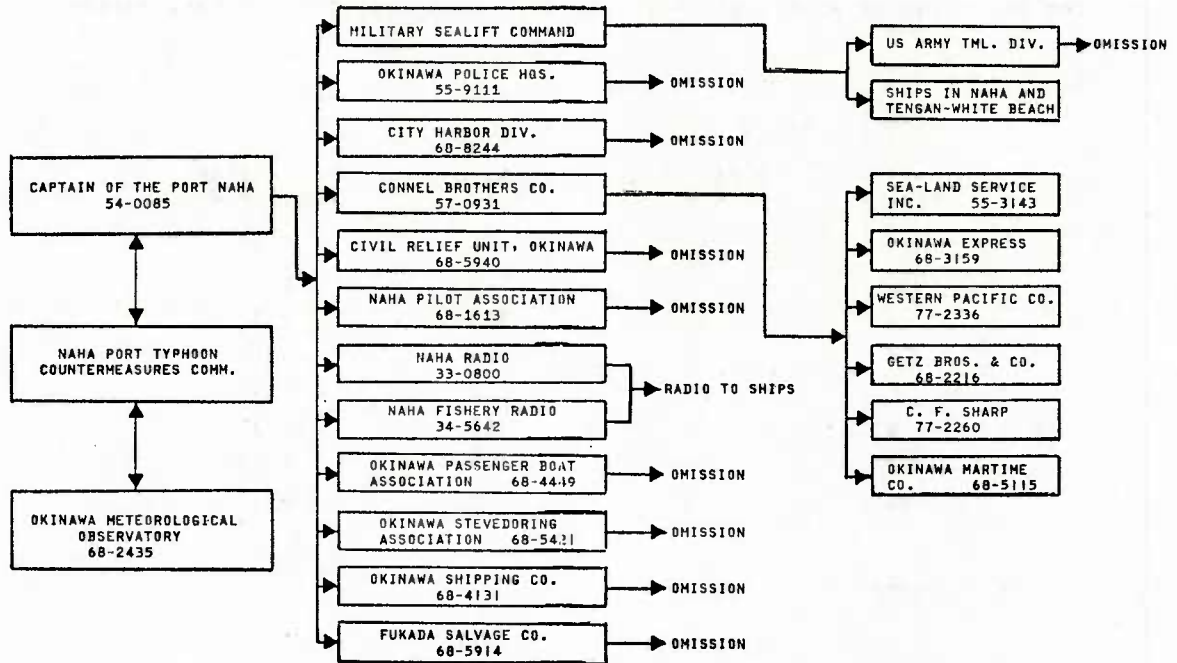 CAPTAIN OF THE PORT NAHA
54-0085
NAHA PORT TYPHOON
COUNTERMEASURES COMM.
OKINAWA METEOROLOGICAL
OBSERVATORY
68-2435
MILITARY SEALIFT COMMAND
OKINAWA POLICE HQS.
55-9111
OMISSION
CITY HARBOR DIV.
68-8244
OMISSION
CONNEL BROTHERS CO.
57-0931
CIVIL RELIEF UNIT, OKINAWA
68-5940
OMISSION
NAHA PILOT ASSOCIATION
68-1613
OMISSION
NAHA RADIO
33-0800
NAHA FISHERY RADIO
34-5642
RADIO TO SHIPS
OKINAWA PASSENGER BOAT
ASSOCIATION 68-4449
OMISSION
OKINAWA STEVEDORING
ASSOCIATION 68-5421
OMISSION
OKINAWA SHIPPING CO.
68-4131
OMISSION
FUKADA SALVAGE CO.
68-5914
OMISSION
US ARMY TML. DIV.
OMISSION
SHIPS IN NAHA AND
TENGAN-WHITE BEACH
SEA-LAND SERVICE
INC. 55-3143
OKINAWA EXPRESS
68-3159
WESTERN PACIFIC CO.
77-2336
GETZ BROS. & CO.
68-2216
C. F. SHARP
77-2260
OKINAWA MARTIME
CO. 68-5115